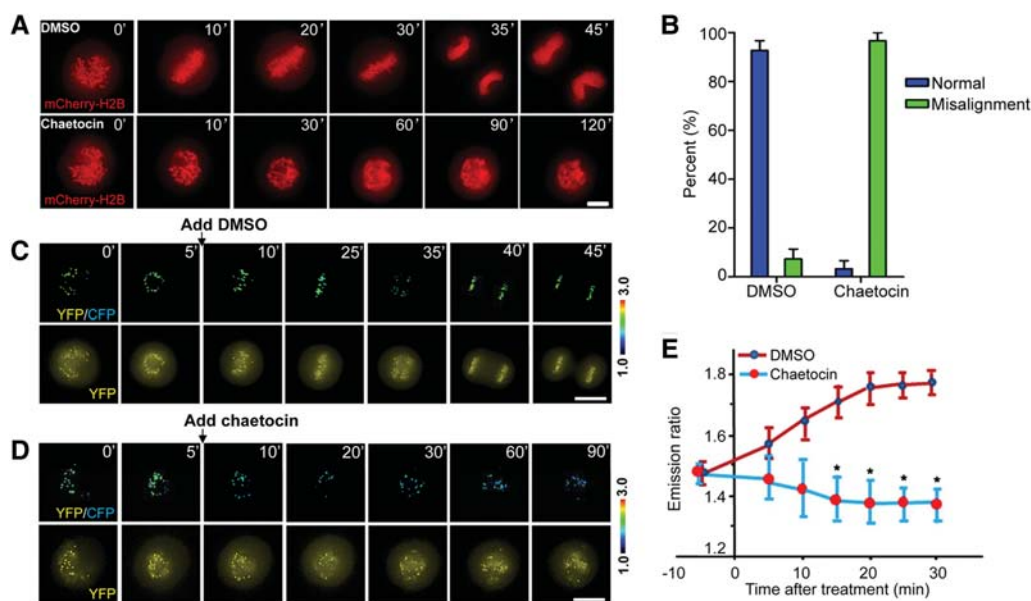 A
DMSO
0’ 10’ 20’ 30’ 35’ 45’
mCherry-H2B
Chaetocin
0’ 10’ 30’ 60’ 90’ 120’
mCherry-H2B
B
100
80
60
40
20
0
Percent (%)
DMSO Chaetocin
Normal
Misalignment
Add DMSO
C
0’ 5’ 10’ 25’ 35’ 40’ 45’
YFP/CFP
YFP
3.0
1.0
Add chaetocin
D
0’ 5’ 10’ 20’ 30’ 60’ 90’
YFP/CFP
YFP
3.0
1.0
E
DMSO
Chaetocin
1.8
1.6
1.4
1.2
Emission ratio
* * * *
-10 0 10 20 30
Time after treatment (min)